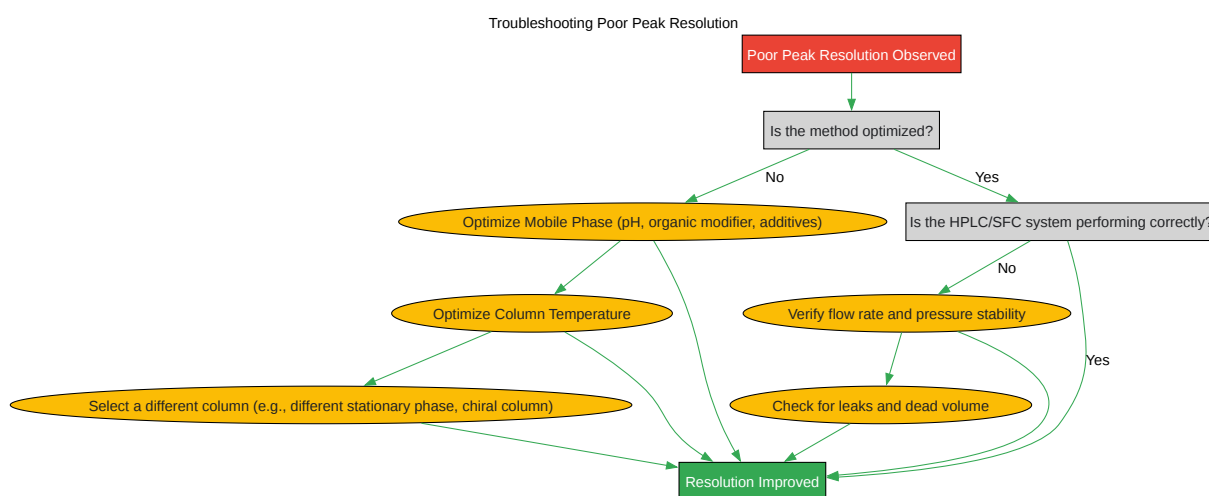 Troubleshooting Poor Peak Resolution
Poor Peak Resolution Observed
Is the method optimized?
No
Yes
Optimize Mobile Phase (pH, organic modifier, additives)
Is the HPLC/SFC system performing correctly?
No
Optimize Column Temperature
Verify flow rate and pressure stability
Yes
Select a different column (e.g., different stationary phase, chiral column)
Check for leaks and dead volume
Resolution Improved